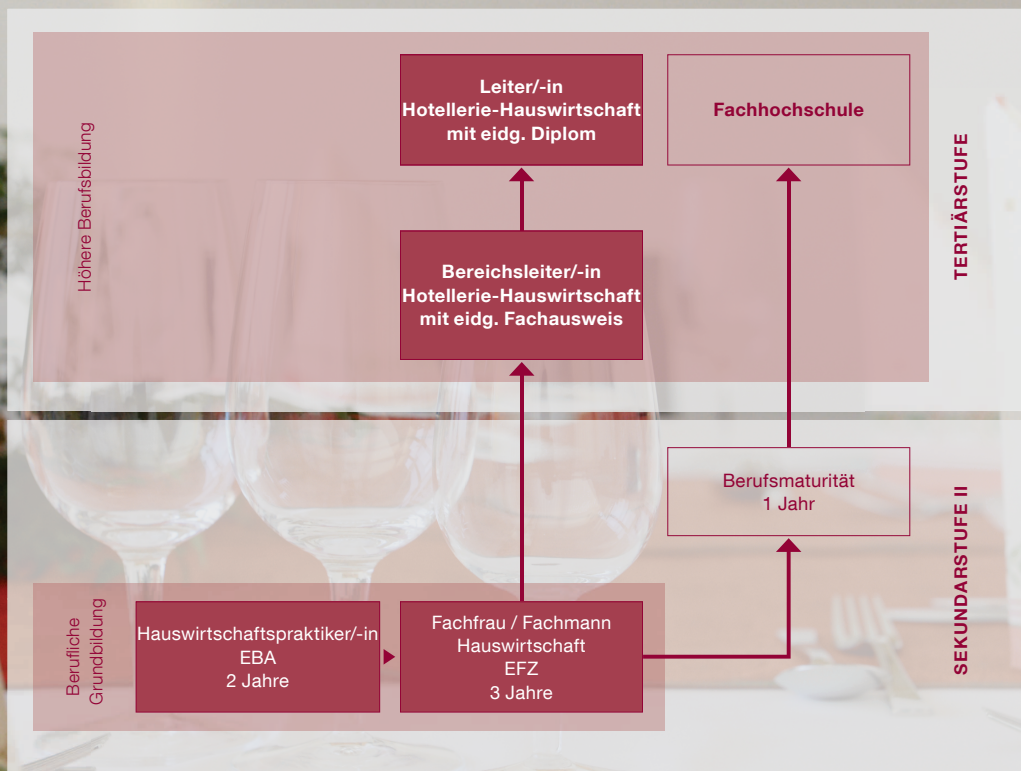 Leiter/-in
Hotellerie-Hauswirtschaft
mit eidg. Diplom
Fachhochschule
Höhere Berufsbildung
TERTIÄRSTUFE
Bereichsleiter/-in
Hotellerie-Hauswirtschaft
mit eidg. Fachausweis
Berufsmaturität
1 Jahr
SEKUNDARSTUFE II
Berufliche
Grundbildung
Hauswirtschaftspraktiker/-in
EBA
2 Jahre
Fachfrau / Fachmann
Hauswirtschaft
EFZ
3 Jahre